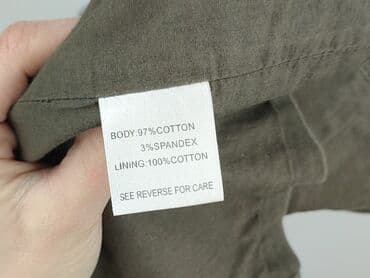 BODY:97%COTTON
3%SPANDEX
LINING:100%COTTON
SEE REVERSE FOR CARE